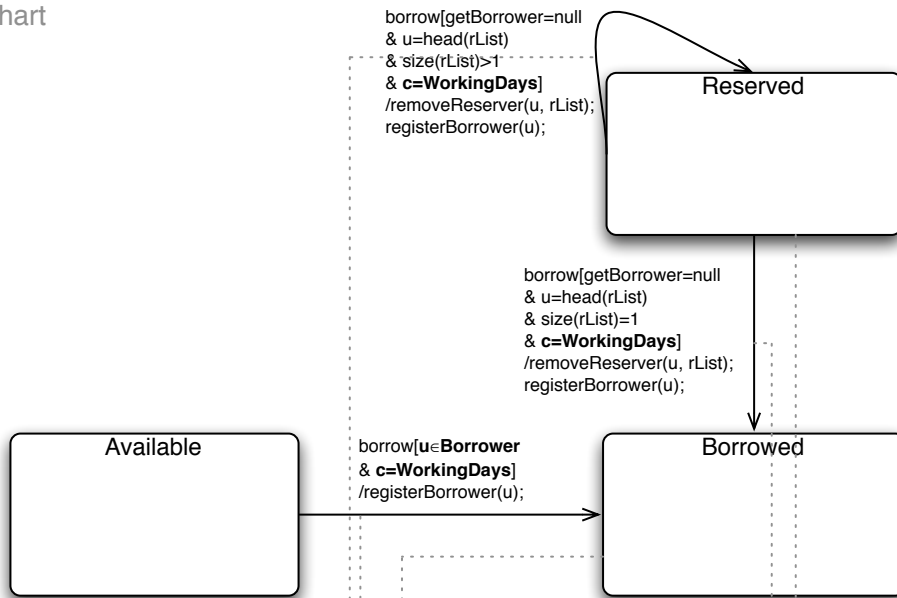 hart
borrow[getBorrower=null
& u=head(rList)
& size(rList)>1
& c=WorkingDays]
/removeReserver(u, rList);
registerBorrower(u);
Reserved
borrow[getBorrower=null
& u=head(rList)
& size(rList)=1
& c=WorkingDays]
/removeReserver(u, rList);
registerBorrower(u);
Available
borrow[u∈Borrower
& c=WorkingDays]
/registerBorrower(u);
Borrowed